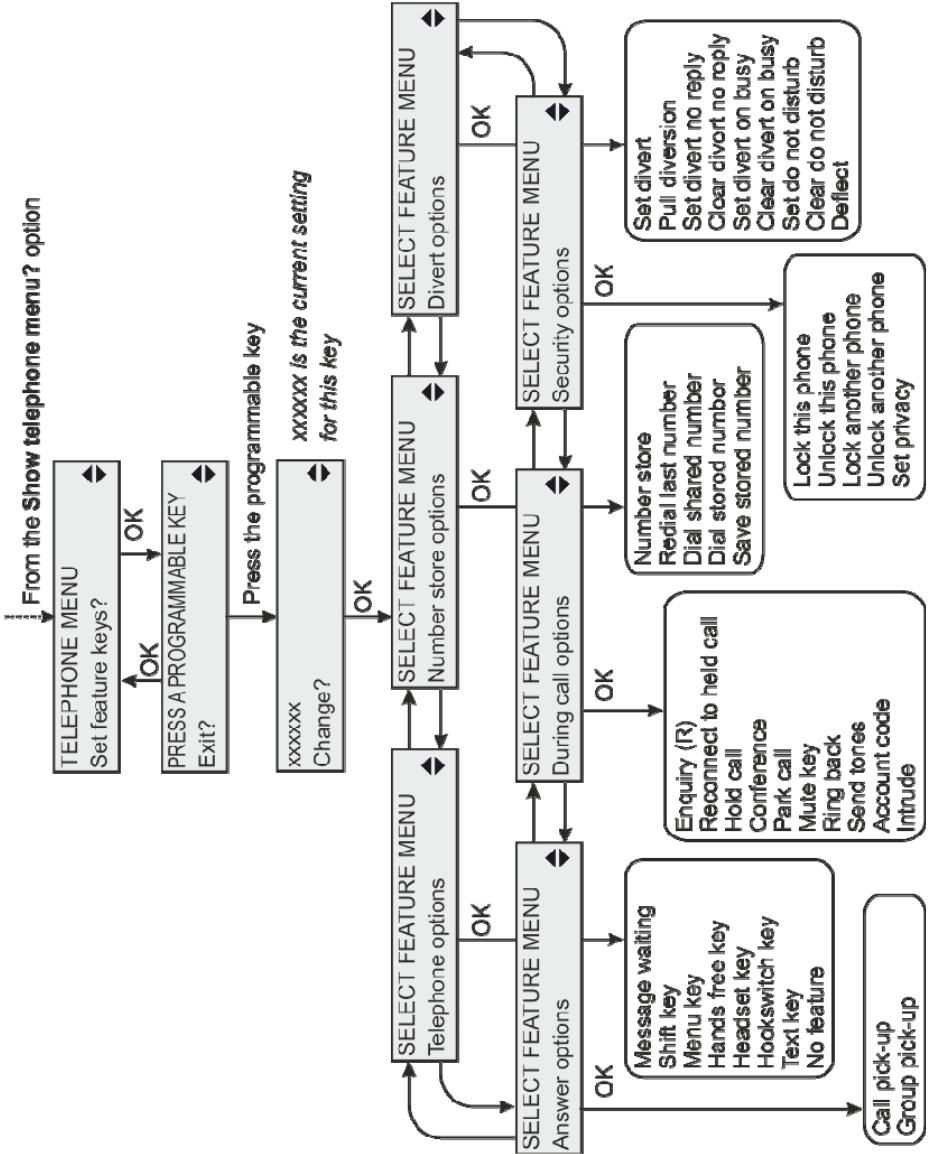 From the Show telephone menu? option
TELEPHONE MENU
Set feature keys?
OK
OK
PRESS A PROGRAMMABLE KEY
Exit?
Press the programmable key
xxxxxx
Change?
xxxxxx is the current setting
for this key
OK
SELECT FEATURE MENU
Telephone options
SELECT FEATURE MENU
Number store options
SELECT FEATURE MENU
Divert options
OK
OK
OK
SELECT FEATURE MENU
Answer options
SELECT FEATURE MENU
During call options
SELECT FEATURE MENU
Security options
OK
OK
OK
Message waiting
Shift key
Menu key
Hands free key
Headset key
Hookswitch key
Text key
No feature
Number store
Redial last number
Dial shared number
Dial stored number
Save stored number
Set divert
Pull diversion
Set divert no reply
Clear divert no reply
Set divert on busy
Clear divert on busy
Set do not disturb
Clear do not disturb
Deflect
Call pick-up
Group pick-up
Enquiry (R)
Reconnect to held call
Hold call
Conference
Park call
Mute key
Ring back
Send tones
Account code
Intrude
Lock this phone
Unlock this phone
Lock another phone
Unlock another phone
Set privacy